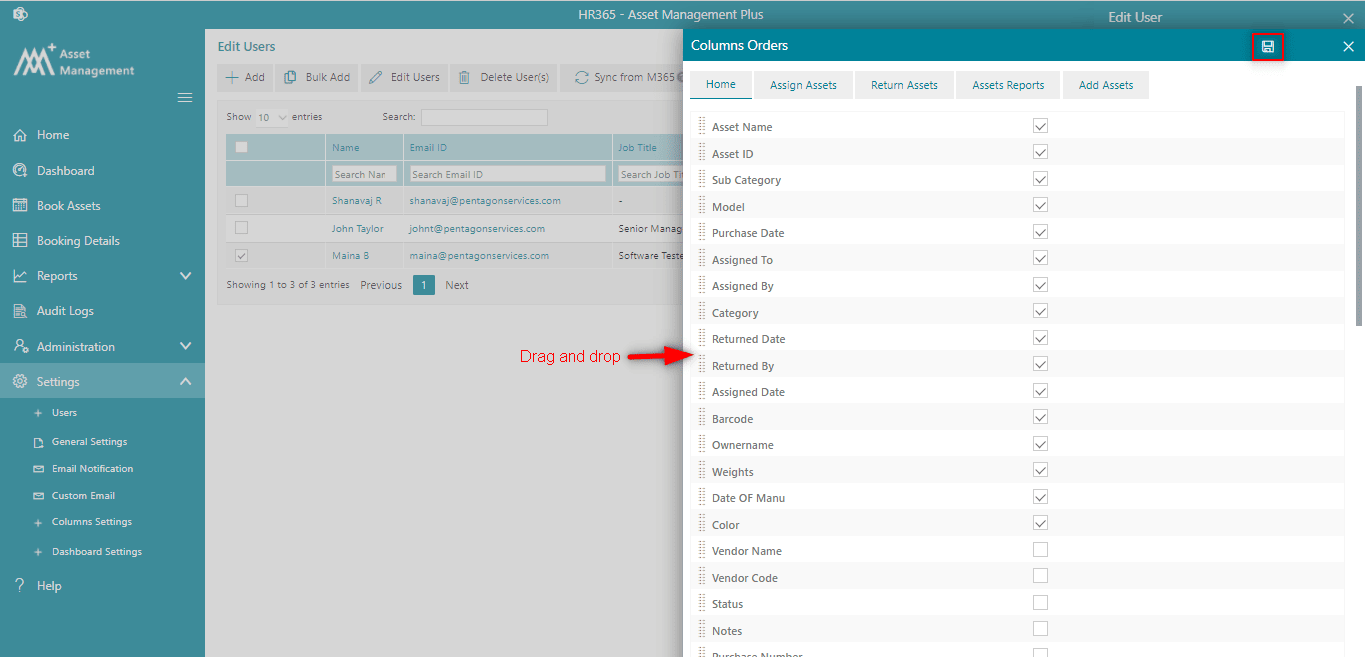 HR365 - Asset Management Plus
Edit User
Asset
Management
Home
Dashboard
Book Assets
Booking Details
Reports
Audit Logs
Administration
Settings
Users
General Settings
Email Notification
Custom Email
Columns Settings
Dashboard Settings
Help
Edit Users
Add
Bulk Add
Edit Users
Delete User(s)
Sync from M365
Show 10 entries
Search:
Name Email ID Job Title
Search Nar Search Email ID Search Job Ti
Shanavaj R shanavaj@pentagonservices.com -
John Taylor johnt@pentagonservices.com Senior Manag
Maina B maina@pentagonservices.com Software Teste
Showing 1 to 3 of 3 entries Previous 1 Next
Drag and drop
Columns Orders
Home
Assign Assets
Return Assets
Assets Reports
Add Assets
Asset Name
Asset ID
Sub Category
Model
Purchase Date
Assigned To
Assigned By
Category
Returned Date
Returned By
Assigned Date
Barcode
Ownername
Weights
Date OF Manu
Color
Vendor Name
Vendor Code
Status
Notes
Purchase Number